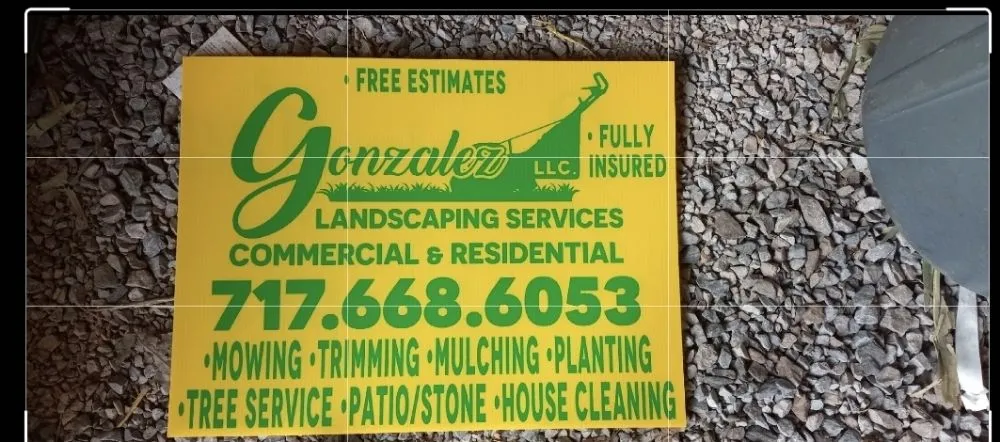 • FREE ESTIMATES
Gonzalez LLC.
• FULLY
INSURED
LANDSCAPING SERVICES
COMMERCIAL & RESIDENTIAL
717.668.6053
•MOWING •TRIMMING •MULCHING •PLANTING
•TREE SERVICE •PATIO/STONE •HOUSE CLEANING